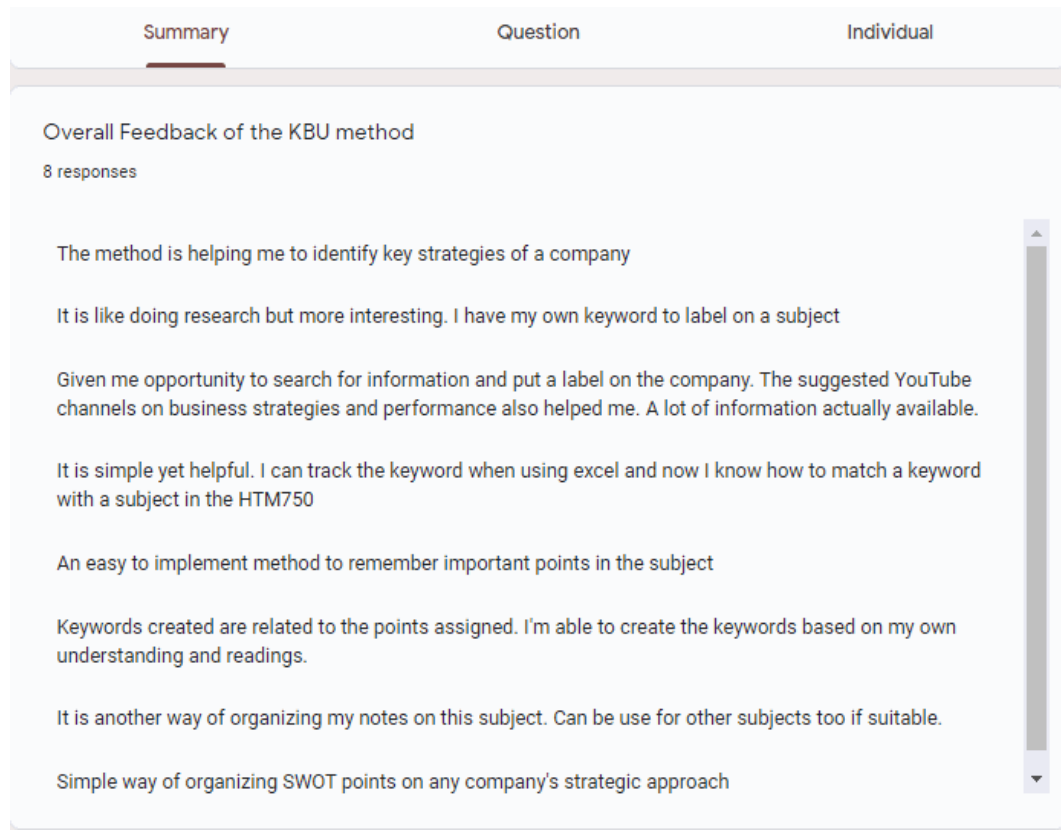 Summary Question Individual
Overall Feedback of the KBU method
8 responses
The method is helping me to identify key strategies of a company
It is like doing research but more interesting. I have my own keyword to label on a subject
Given me opportunity to search for information and put a label on the company. The suggested YouTube
channels on business strategies and performance also helped me. A lot of information actually available.
It is simple yet helpful. I can track the keyword when using excel and now I know how to match a keyword
with a subject in the HTM750
An easy to implement method to remember important points in the subject
Keywords created are related to the points assigned. I'm able to create the keywords based on my own
understanding and readings.
It is another way of organizing my notes on this subject. Can be use for other subjects too if suitable.
Simple way of organizing SWOT points on any company's strategic approach